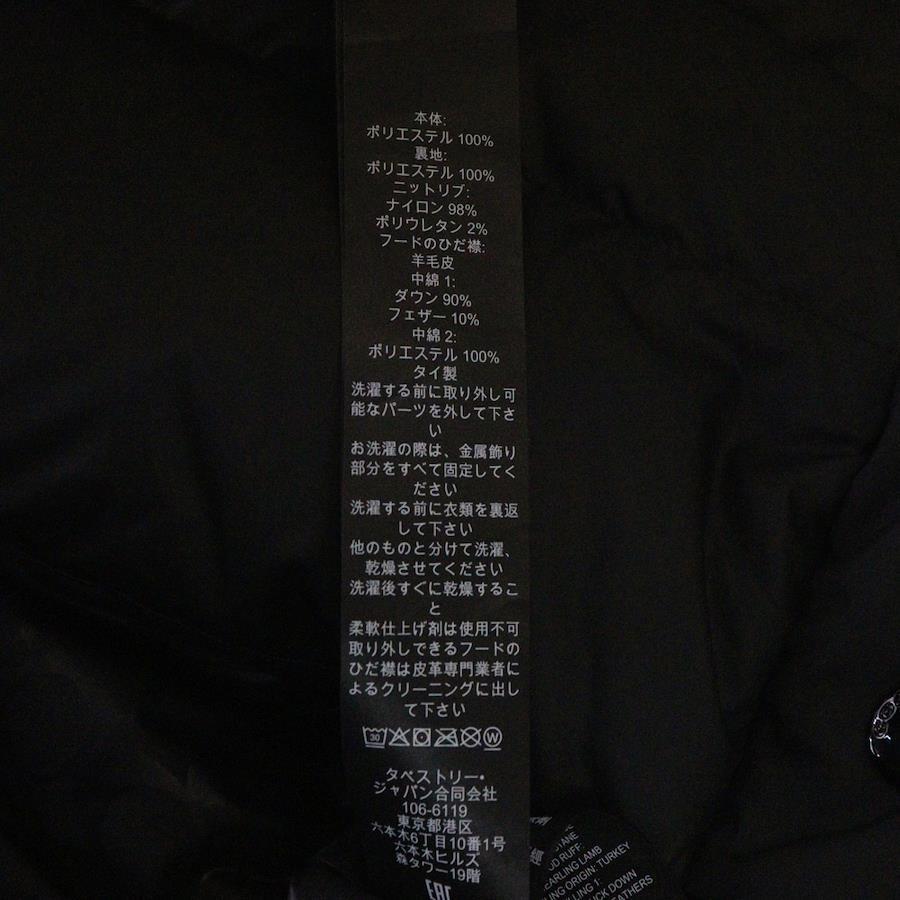 本体:
ポリエステル 100%
裏地:
ポリエステル 100%
ニットリブ:
ナイロン 98%
ポリウレタン 2%
フードのひだ襟:
羊毛皮
中綿 1:
ダウン 90%
フェザー 10%
中綿 2:
ポリエステル 100%
タイ製
洗濯する前に取り外し可
能なパーツを外して下さ
い
お洗濯の際は、金属飾り
部分をすべて固定してく
ださい
洗濯する前に衣類を裏返
して下さい
他のものと分けて洗濯、
乾燥させてください
洗濯後すぐに乾燥するこ
と
柔軟仕上げ剤は使用不可
取り外しできるフードの
ひだ襟は皮革専門業者に
よるクリーニングに出し
て下さい
30 W
タペストリー・
ジャパン合同会社
106-6119
東京都港区
六本木6丁目10番1号
六本木ヒルズ
森タワー19階
EAC
RUFF:
LAMB
ORIGIN: TURKEY
1:
DOWN